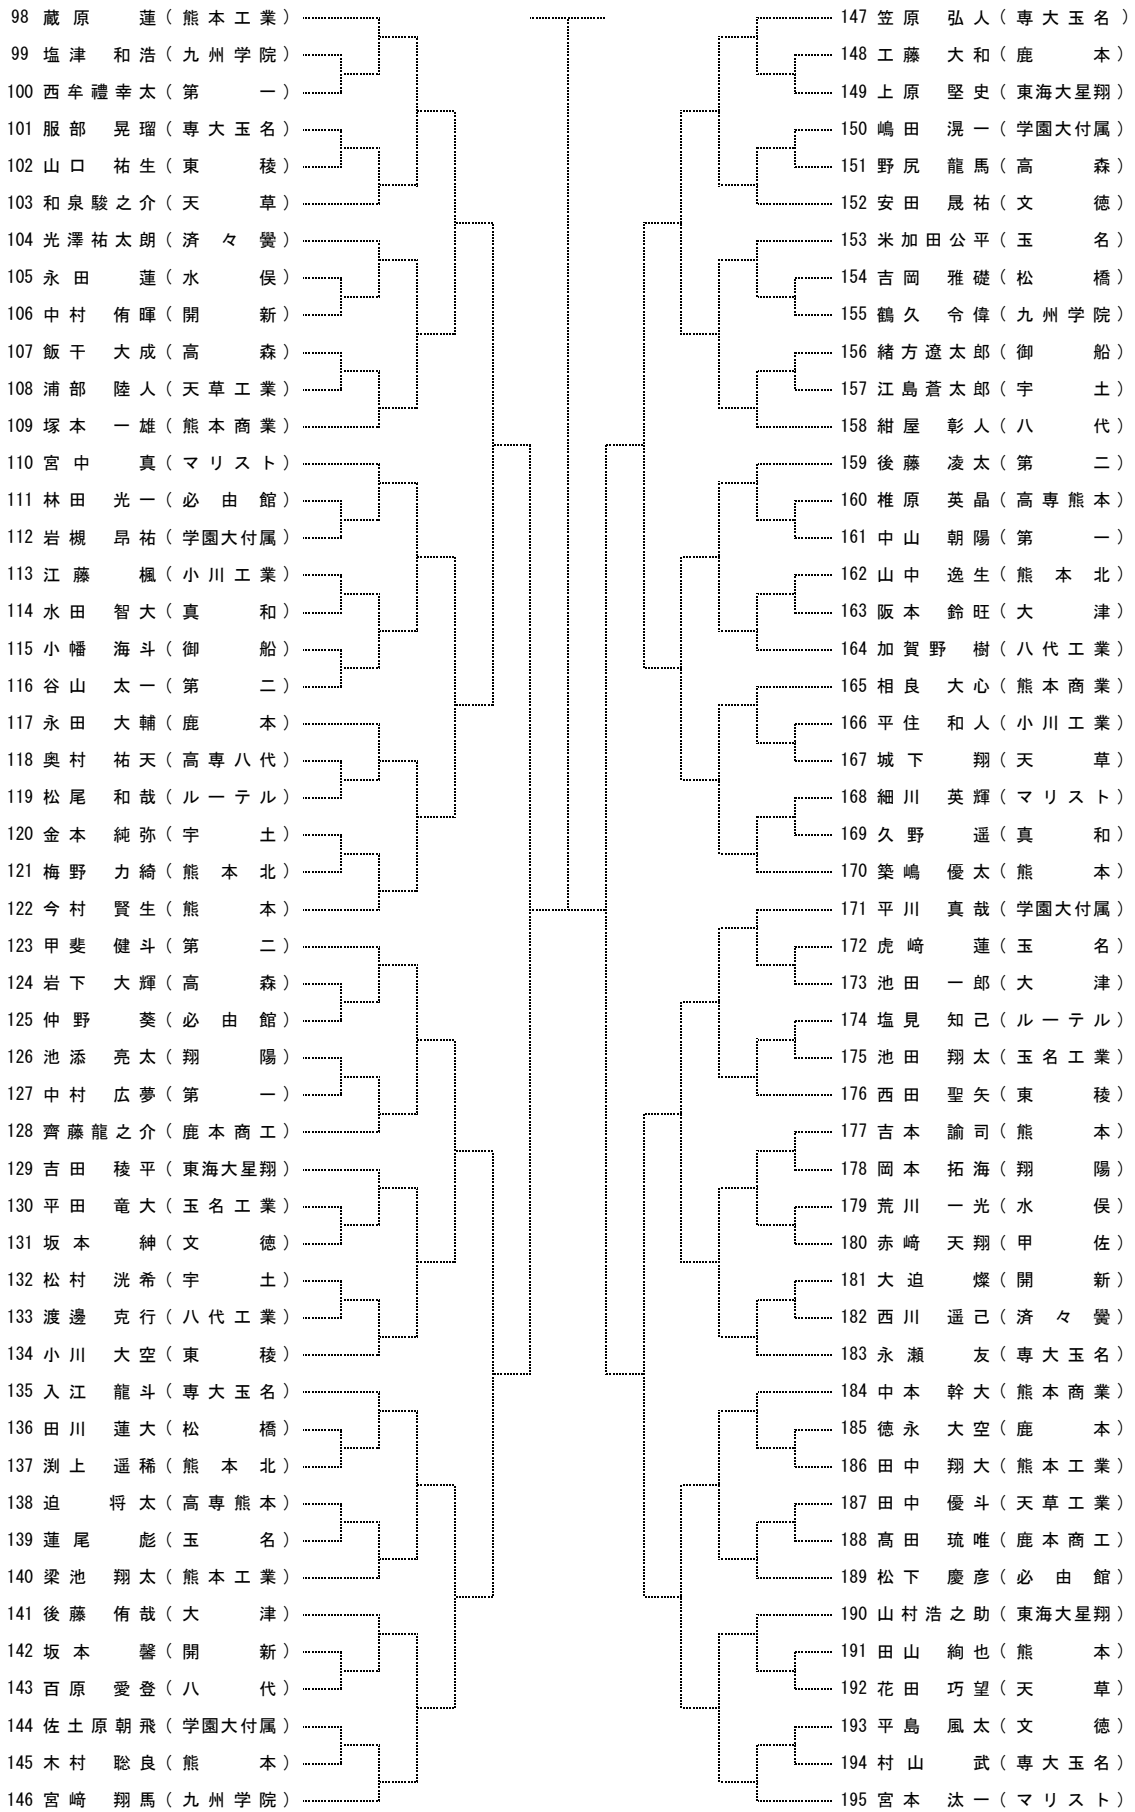 98 蔵原 蓮(熊本工業)
99 塩津 和浩(九州学院)
100 西牟禮幸太(第一)
101 服部 晃瑠(専大玉名)
102 山口 祐生(東稜)
103 和泉駿之介(天草)
104 光澤祐太朗(済々黌)
105 永田 蓮(水俣)
106 中村 侑暉(開新)
107 飯干 大成(高森)
108 浦部 陸人(天草工業)
109 塚本 一雄(熊本商業)
110 宮中 真(マリスト)
111 林田 光一(必由館)
112 岩槻 昂祐(学園大付属)
113 江藤 楓(小川工業)
114 水田 智大(真和)
115 小幡 海斗(御船)
116 谷山 太一(第二)
117 永田 大輔(鹿本)
118 奥村 祐天(高専八代)
119 松尾 和哉(ルーテル)
120 金本 純弥(宇土)
121 梅野 力綺(熊本北)
122 今村 賢生(熊本)
123 甲斐 健斗(第二)
124 岩下 大輝(高森)
125 仲野 葵(必由館)
126 池添 亮太(翔陽)
127 中村 広夢(第一)
128 齊藤龍之介(鹿本商工)
129 吉田 稜平(東海大星翔)
130 平田 竜大(玉名工業)
131 坂本 紳(文徳)
132 松村 洸希(宇土)
133 渡邊 克行(八代工業)
134 小川 大空(東稜)
135 入江 龍斗(専大玉名)
136 田川 蓮大(松橋)
137 渕上 遥稀(熊本北)
138 迫 将太(高専熊本)
139 蓮尾 彪(玉名)
140 梁池 翔太(熊本工業)
141 後藤 侑哉(大津)
142 坂本 馨(開新)
143 百原 愛登(八代)
144 佐土原朝飛(学園大付属)
145 木村 聡良(熊本)
146 宮﨑 翔馬(九州学院)
147 笠原 弘人(専大玉名)
148 工藤 大和(鹿本)
149 上原 堅史(東海大星翔)
150 嶋田 滉一(学園大付属)
151 野尻 龍馬(高森)
152 安田 晟祐(文徳)
153 米加田公平(玉名)
154 吉岡 雅礎(松橋)
155 鶴久 令偉(九州学院)
156 緒方遼太郎(御船)
157 江島蒼太郎(宇土)
158 紺屋 彰人(八代)
159 後藤 凌太(第二)
160 椎原 英晶(高専熊本)
161 中山 朝陽(第一)
162 山中 逸生(熊本北)
163 阪本 鈴旺(大津)
164 加賀野 樹(八代工業)
165 相良 大心(熊本商業)
166 平住 和人(小川工業)
167 城下 翔(天草)
168 細川 英輝(マリスト)
169 久野 遥(真和)
170 築嶋 優太(熊本)
171 平川 真哉(学園大付属)
172 虎﨑 蓮(玉名)
173 池田 一郎(大津)
174 塩見 知己(ルーテル)
175 池田 翔太(玉名工業)
176 西田 聖矢(東稜)
177 吉本 諭司(熊本)
178 岡本 拓海(翔陽)
179 荒川 一光(水俣)
180 赤﨑 天翔(甲佐)
181 大迫 燦(開新)
182 西川 遥己(済々黌)
183 永瀬 友(専大玉名)
184 中本 幹大(熊本商業)
185 徳永 大空(鹿本)
186 田中 翔大(熊本工業)
187 田中 優斗(天草工業)
188 髙田 琉唯(鹿本商工)
189 松下 慶彦(必由館)
190 山村浩之助(東海大星翔)
191 田山 絢也(熊本)
192 花田 巧望(天草)
193 平島 風太(文徳)
194 村山 武(専大玉名)
195 宮本 汰一(マリスト)